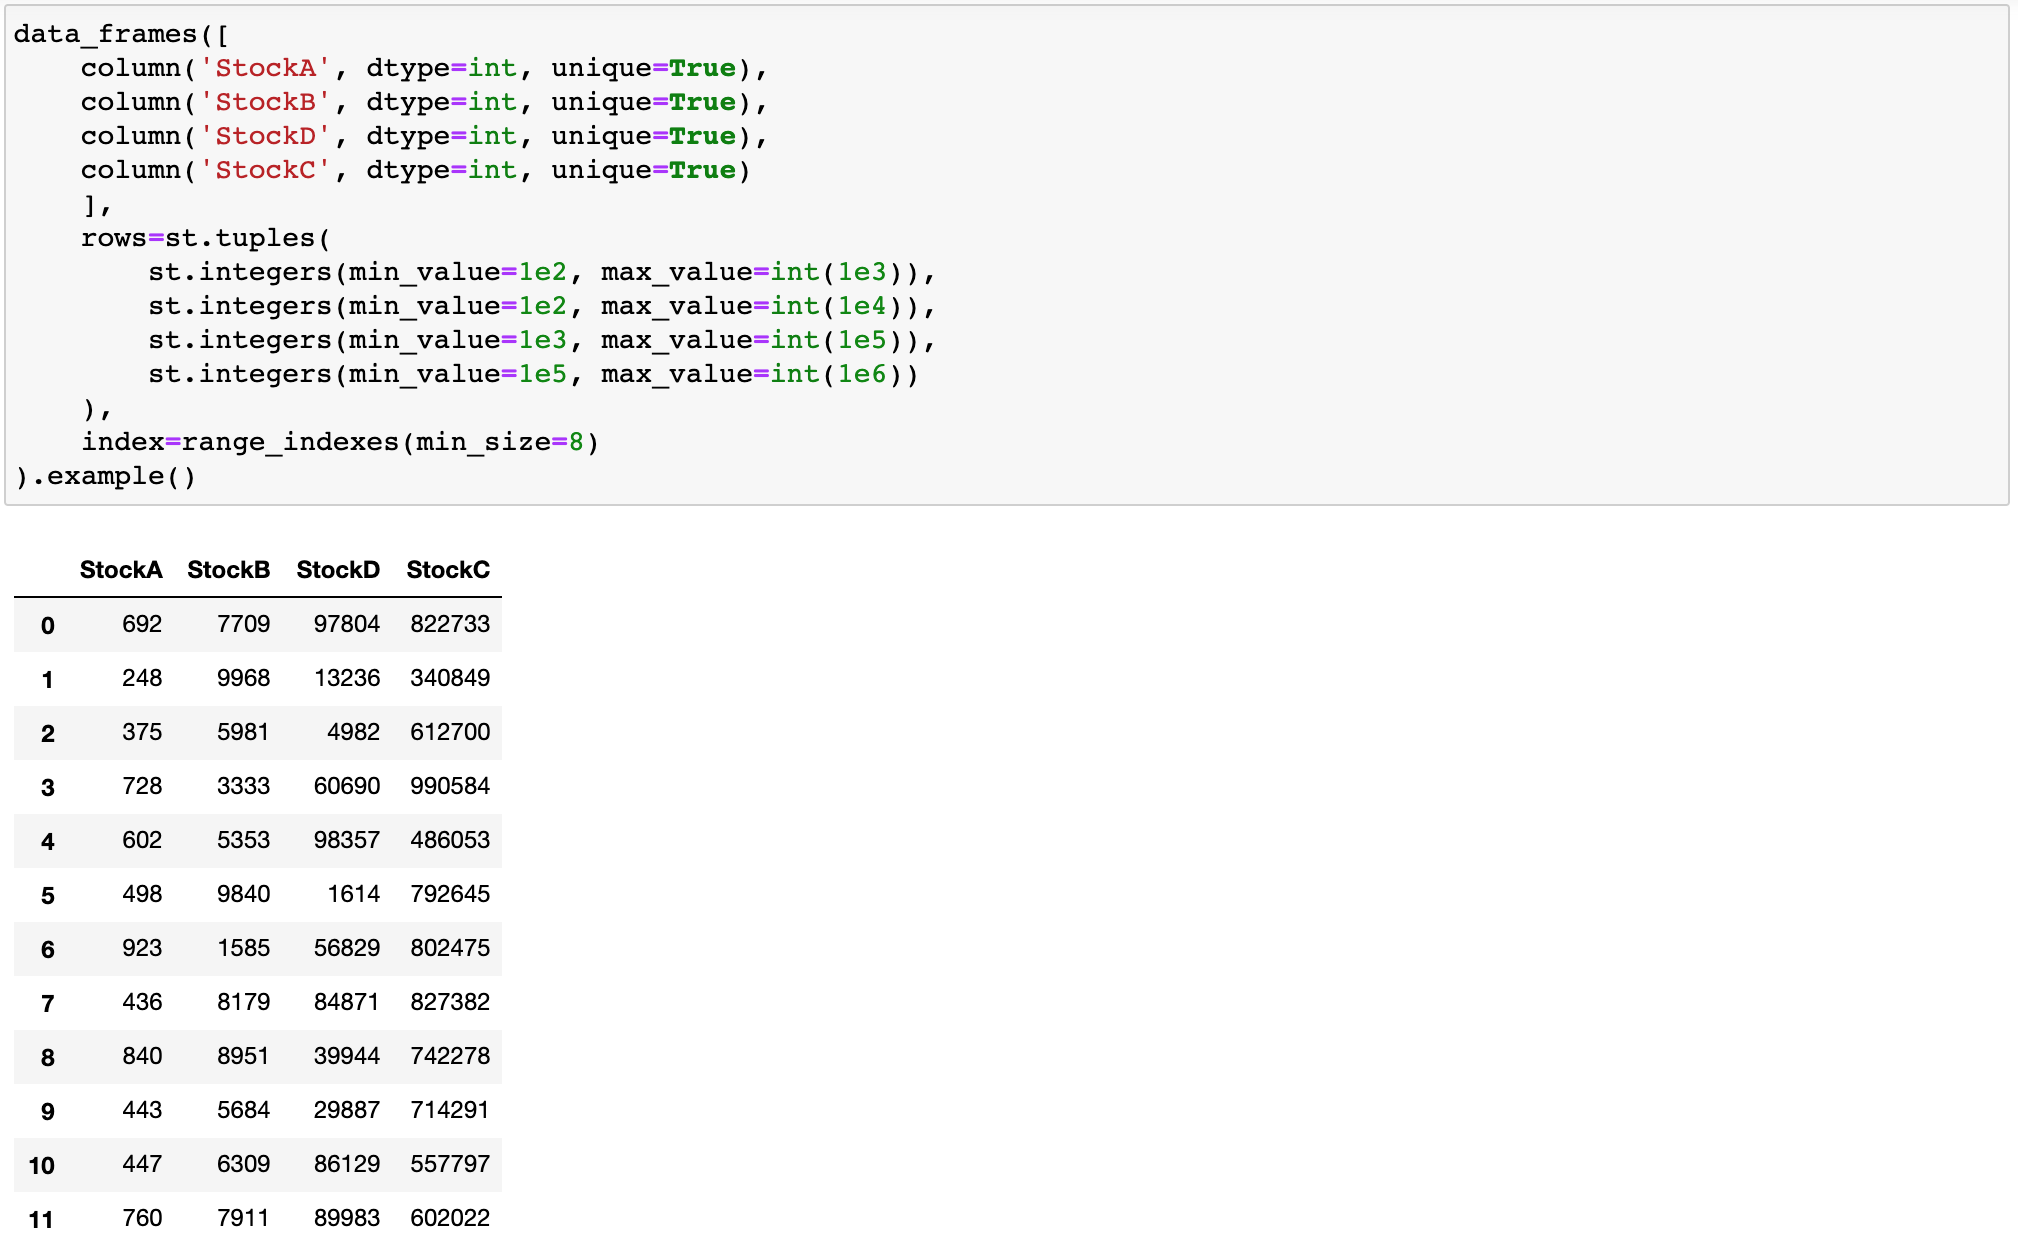 data_frames([
    column('StockA', dtype=int, unique=True),
    column('StockB', dtype=int, unique=True),
    column('StockD', dtype=int, unique=True),
    column('StockC', dtype=int, unique=True)
    ],
    rows=st.tuples(
        st.integers(min_value=1e2, max_value=int(1e3)),
        st.integers(min_value=1e2, max_value=int(1e4)),
        st.integers(min_value=1e3, max_value=int(1e5)),
        st.integers(min_value=1e5, max_value=int(1e6))
    ),
    index=range_indexes(min_size=8)
).example()
StockA StockB StockD StockC
0 692 7709 97804 822733
1 248 9968 13236 340849
2 375 5981 4982 612700
3 728 3333 60690 990584
4 602 5353 98357 486053
5 498 9840 1614 792645
6 923 1585 56829 802475
7 436 8179 84871 827382
8 840 8951 39944 742278
9 443 5684 29887 714291
10 447 6309 86129 557797
11 760 7911 89983 602022